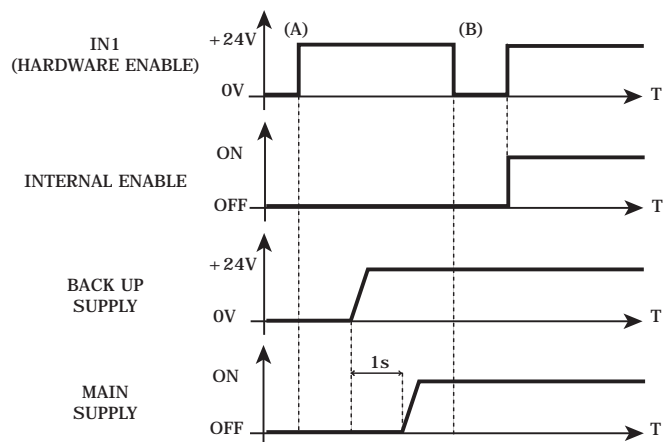 IN1
(HARDWARE ENABLE)
+24V
(A)
(B)
0V
T
INTERNAL ENABLE
ON
OFF
T
BACK UP
SUPPLY
+24V
0V
T
MAIN
SUPPLY
ON
1s
OFF
T